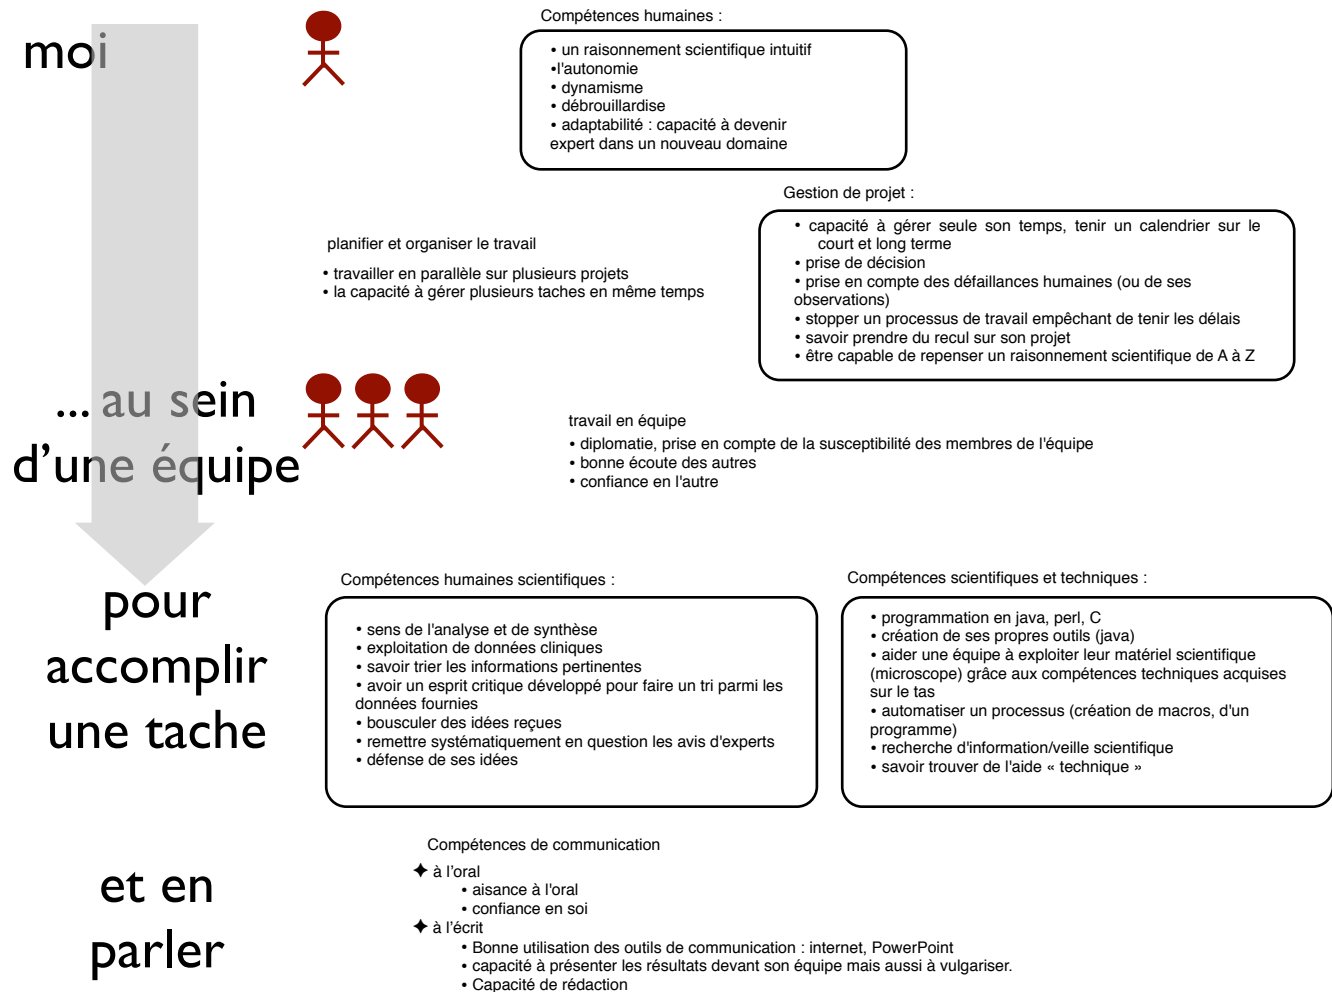 moi
Compétences humaines :
• un raisonnement scientifique intuitif
•l'autonomie
• dynamisme
• débrouillardise
• adaptabilité : capacité à devenir
expert dans un nouveau domaine
Gestion de projet :
• capacité à gérer seule son temps, tenir un calendrier sur le
court et long terme
• prise de décision
• prise en compte des défaillances humaines (ou de ses
observations)
• stopper un processus de travail empêchant de tenir les délais
• savoir prendre du recul sur son projet
• être capable de repenser un raisonnement scientifique de A à Z
planifier et organiser le travail
• travailler en parallèle sur plusieurs projets
• la capacité à gérer plusieurs taches en même temps
... au sein
d'une équipe
travail en équipe
• diplomatie, prise en compte de la susceptibilité des membres de l'équipe
• bonne écoute des autres
• confiance en l'autre
pour
accomplir
une tache
Compétences humaines scientifiques :
• sens de l'analyse et de synthèse
• exploitation de données cliniques
• savoir trier les informations pertinentes
• avoir un esprit critique développé pour faire un tri parmi les
données fournies
• bousculer des idées reçues
• remettre systématiquement en question les avis d'experts
• défense de ses idées
Compétences scientifiques et techniques :
• programmation en java, perl, C
• création de ses propres outils (java)
• aider une équipe à exploiter leur matériel scientifique
(microscope) grâce aux compétences techniques acquises
sur le tas
• automatiser un processus (création de macros, d'un
programme)
• recherche d'information/veille scientifique
• savoir trouver de l'aide « technique »
et en
parler
Compétences de communication
✦ à l'oral
• aisance à l'oral
• confiance en soi
✦ à l'écrit
• Bonne utilisation des outils de communication : internet, PowerPoint
• capacité à présenter les résultats devant son équipe mais aussi à vulgariser.
• Capacité de rédaction